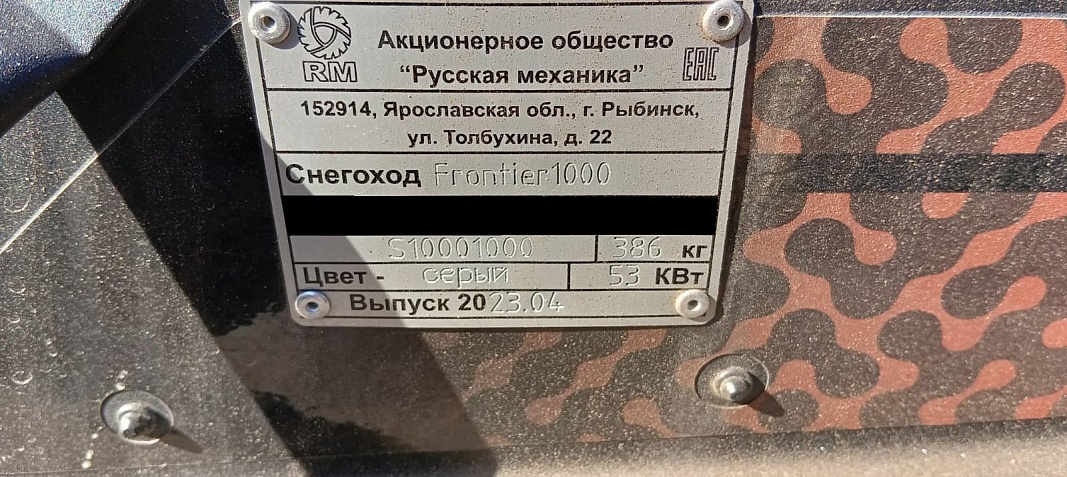 RM
Акционерное общество
"Русская механика"
EAC
152914, Ярославская обл., г. Рыбинск,
ул. Толбухина, д. 22
Снегоход Frontier1000
S10001000 386 кг
Цвет - серый 53 КВт
Выпуск 2023.04